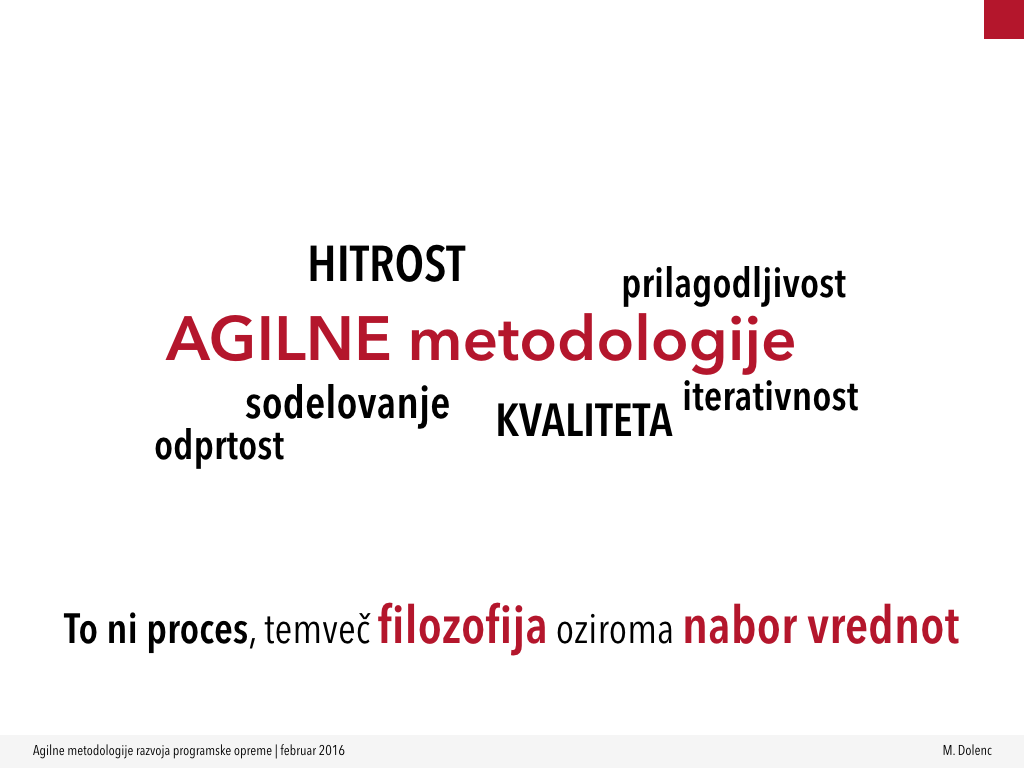 HITROST
prilagodljivost
AGILNE metodologije
sodelovanje
KVALITETA
iterativnost
odprtost
To ni proces, temveč filozofija oziroma nabor vrednot
Agilne metodologije razvoja programske opreme | februar 2016
M. Dolenc